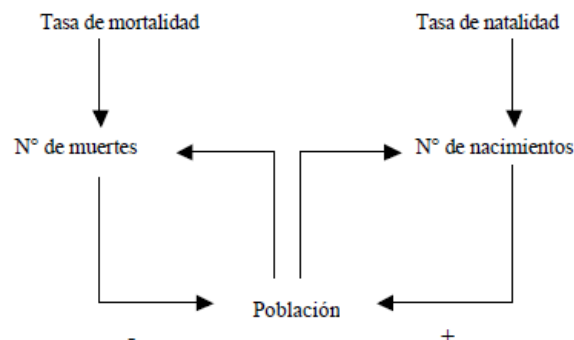 Tasa de mortalidad
Tasa de natalidad
N° de muertes
N° de nacimientos
Población
-
+